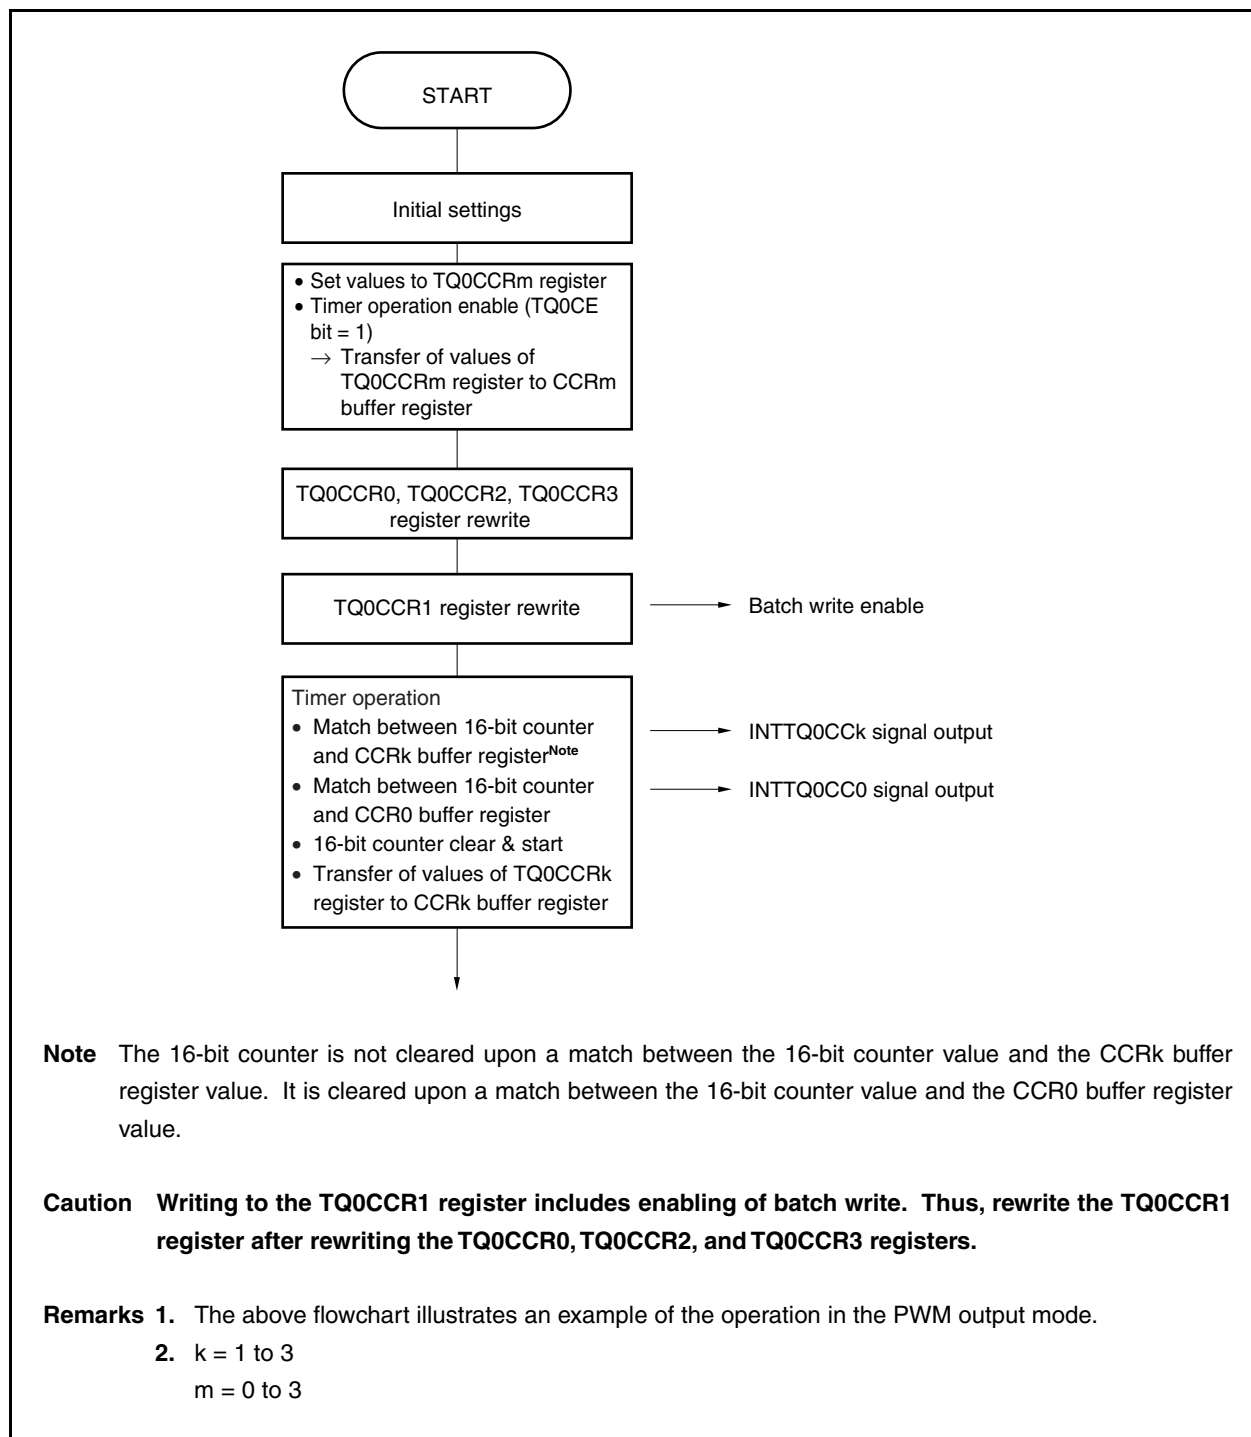 START
Initial settings
• Set values to TQ0CCRm register
• Timer operation enable (TQ0CE
bit = 1)
→ Transfer of values of
TQ0CCRm register to CCRm
buffer register
TQ0CCR0, TQ0CCR2, TQ0CCR3
register rewrite
TQ0CCR1 register rewrite
Batch write enable
Timer operation
• Match between 16-bit counter
and CCRk buffer registerNote
INTTQ0CCk signal output
• Match between 16-bit counter
and CCR0 buffer register
INTTQ0CC0 signal output
• 16-bit counter clear & start
• Transfer of values of TQ0CCRk
register to CCRk buffer register
Note The 16-bit counter is not cleared upon a match between the 16-bit counter value and the CCRk buffer
register value. It is cleared upon a match between the 16-bit counter value and the CCR0 buffer register
value.
Caution Writing to the TQ0CCR1 register includes enabling of batch write. Thus, rewrite the TQ0CCR1
register after rewriting the TQ0CCR0, TQ0CCR2, and TQ0CCR3 registers.
Remarks 1. The above flowchart illustrates an example of the operation in the PWM output mode.
2. k = 1 to 3
m = 0 to 3